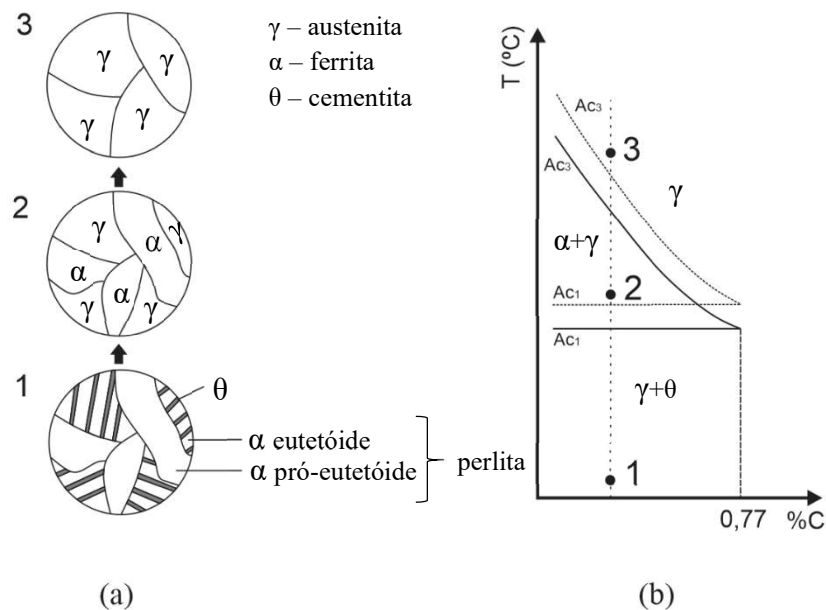 3
γ γ γ γ
γ – austenita
α – ferrita
θ – cementita
2
γ α γ α α γ γ
1
θ
α eutetóide
α pró-eutetóide
perlita
(a)
T (ºC)
Ac3
Ac3
3
γ
α+γ
Ac1
2
Ac1
γ+θ
1
0,77
%C
(b)